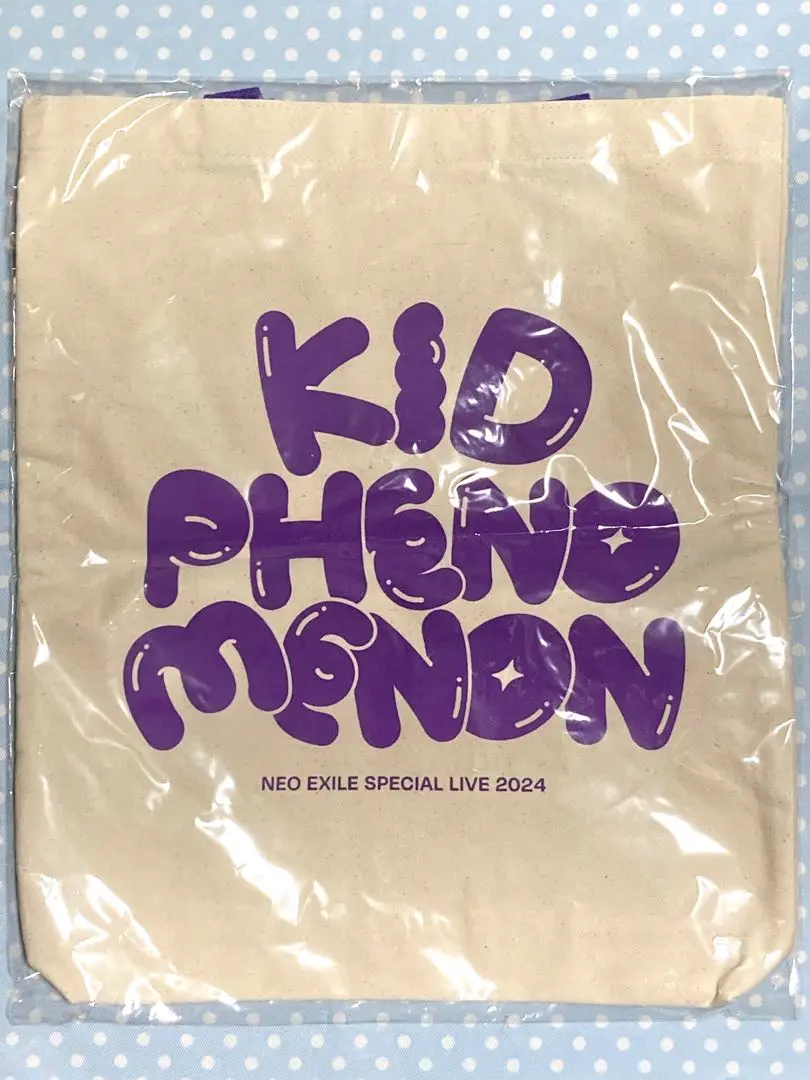 KID
PHENO
MENON
NEO EXILE SPECIAL LIVE 2024